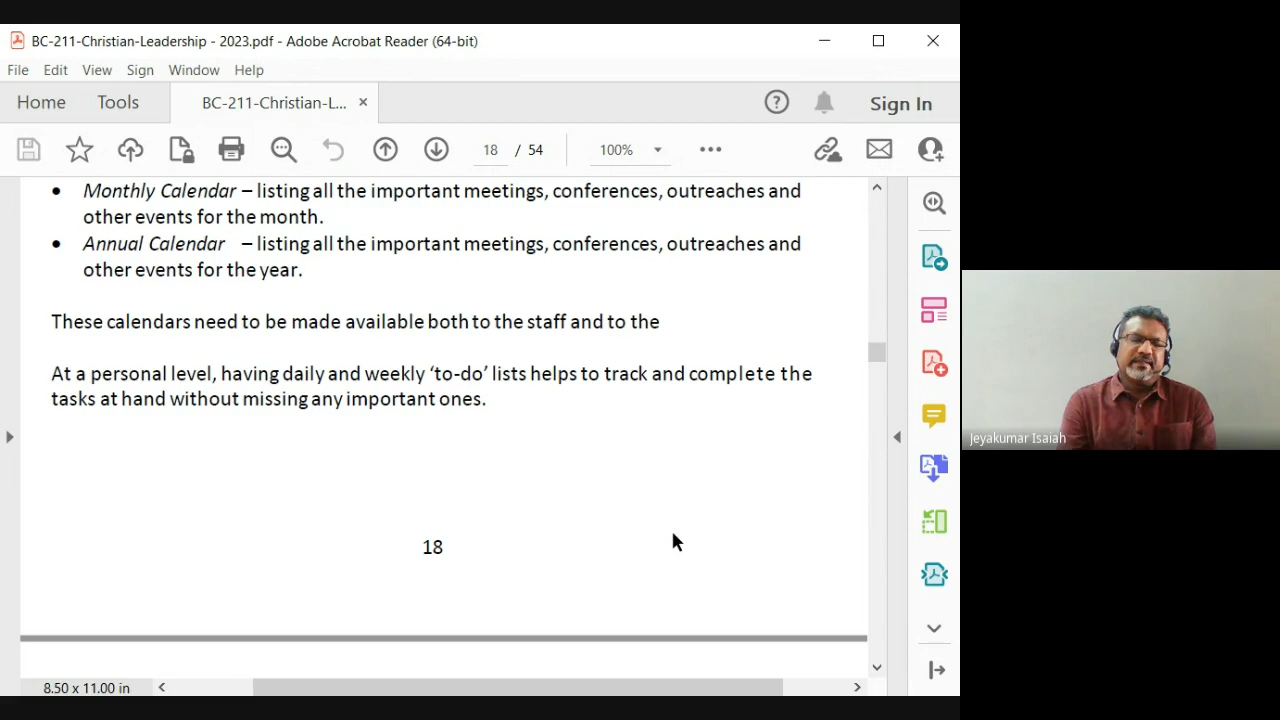 BC-211-Christian-Leadership - 2023.pdf - Adobe Acrobat Reader (64-bit)
File Edit View Sign Window Help
Home Tools BC-211-Christian-L... × Sign In
18 / 54 100%
• Monthly Calendar – listing all the important meetings, conferences, outreaches and
other events for the month.
• Annual Calendar – listing all the important meetings, conferences, outreaches and
other events for the year.
These calendars need to be made available both to the staff and to the
At a personal level, having daily and weekly ‘to-do’ lists helps to track and complete the
tasks at hand without missing any important ones.
18
8.50 x 11.00 in
Jeyakumar Isaiah